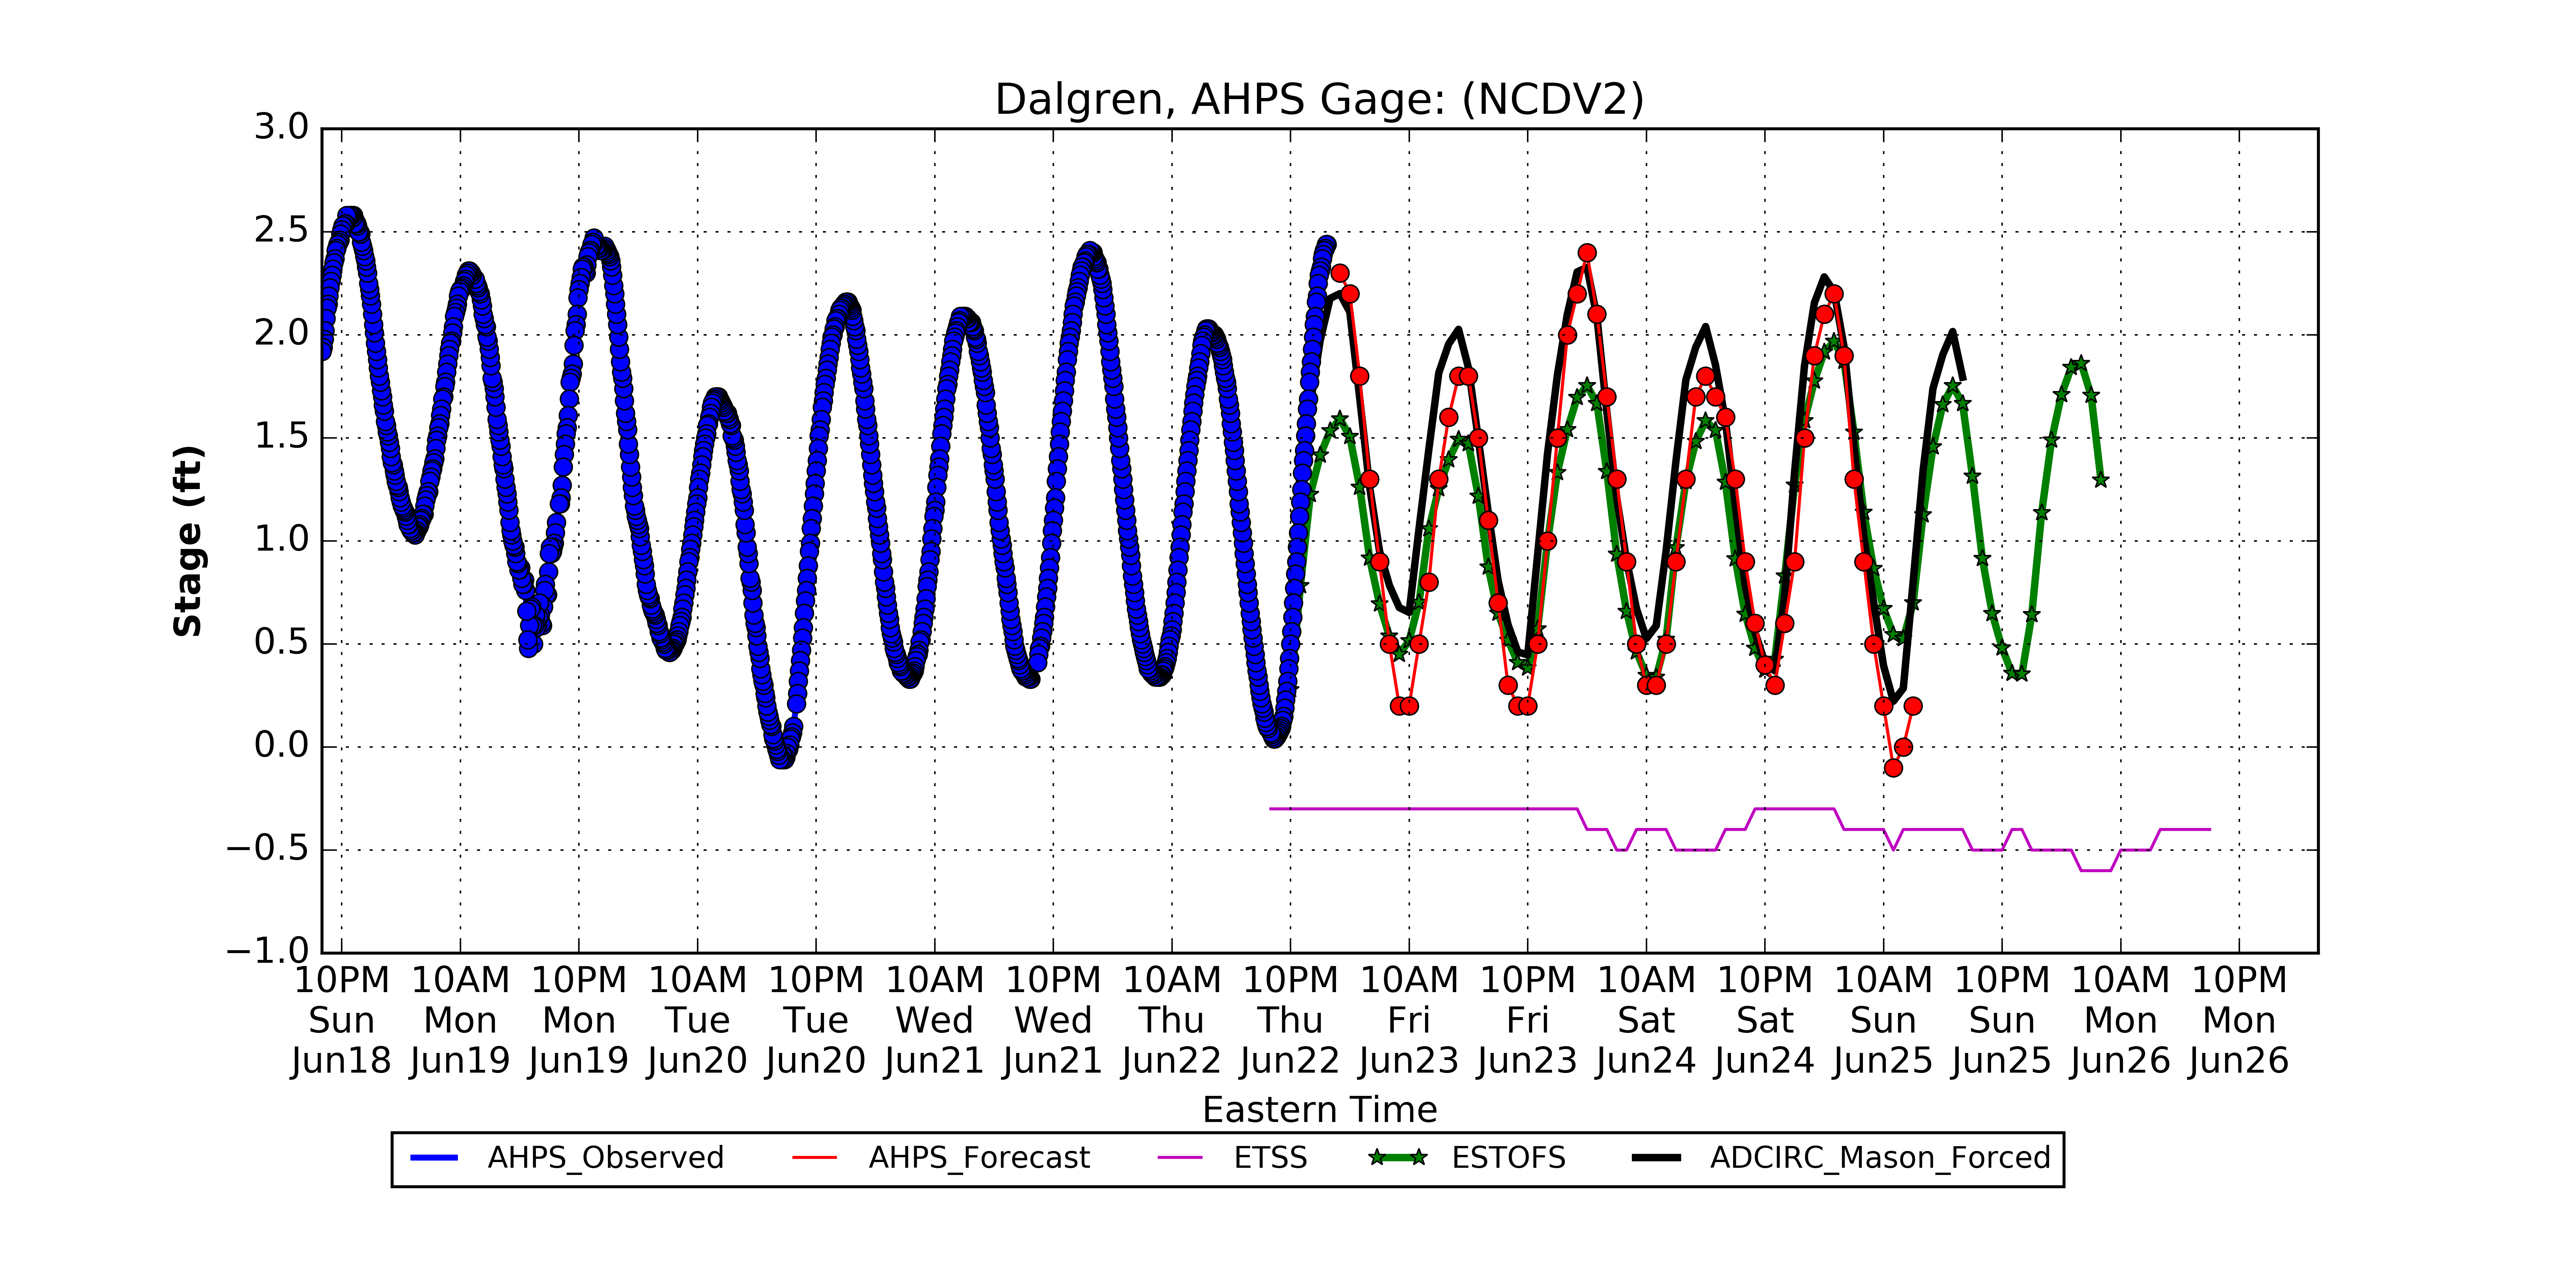 Dalgren, AHPS Gage: (NCDV2)
3.0
2.5
2.0
1.5
1.0
0.5
0.0
−0.5
−1.0
Stage (ft)
10PM 10AM 10PM 10AM 10PM 10AM 10PM 10AM 10PM 10AM 10PM 10AM 10PM 10AM 10PM 10AM 10PM
Sun Mon Mon Tue Tue Wed Wed Thu Thu Fri Fri Sat Sat Sun Sun Mon Mon
Jun18 Jun19 Jun19 Jun20 Jun20 Jun21 Jun21 Jun22 Jun22 Jun23 Jun23 Jun24 Jun24 Jun25 Jun25 Jun26 Jun26
Eastern Time
AHPS_Observed AHPS_Forecast ETSS ESTOFS ADCIRC_Mason_Forced